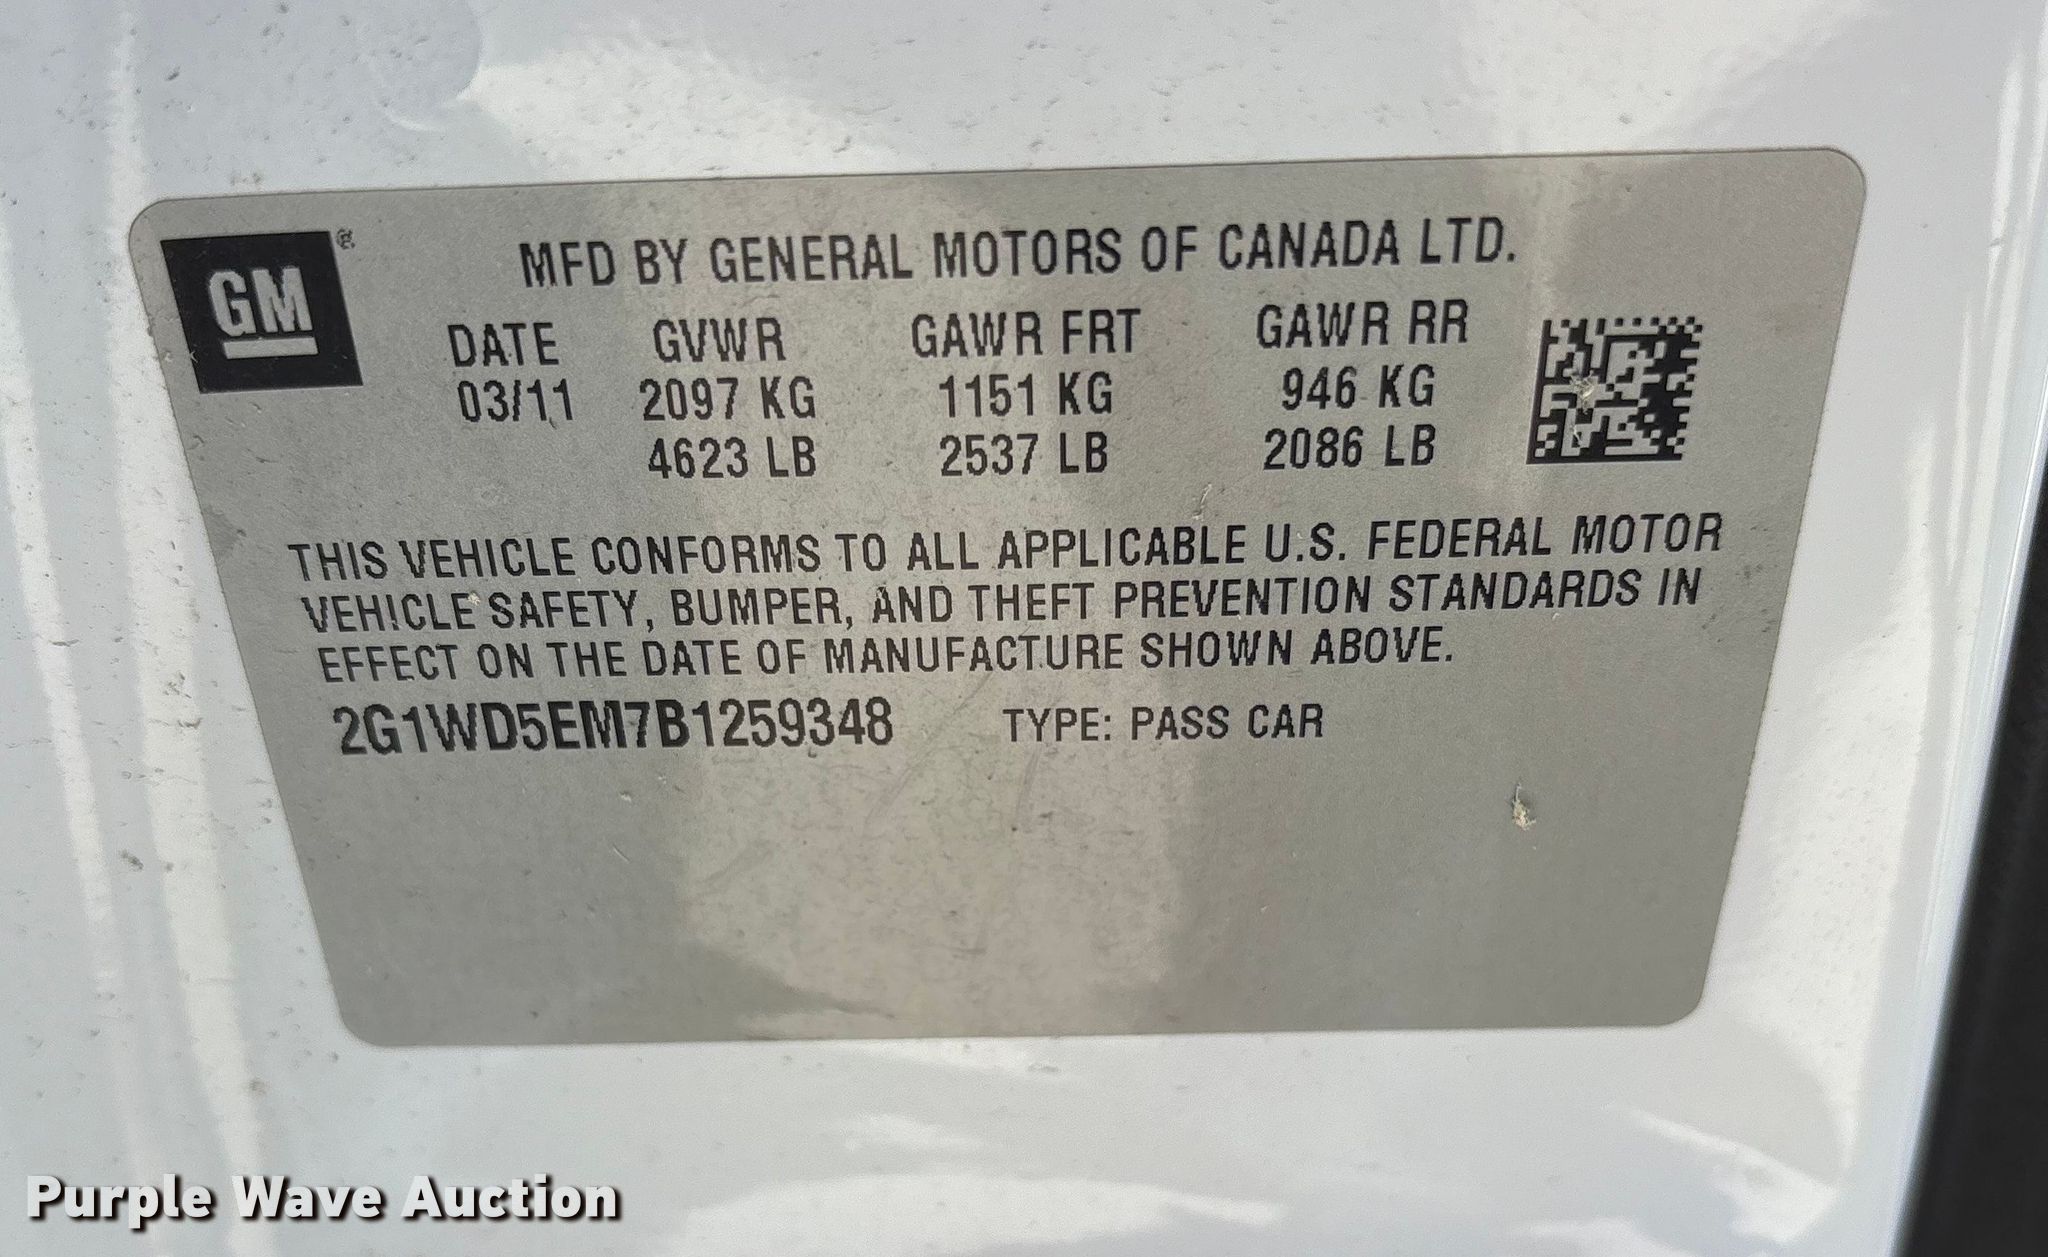 GM ®
MFD BY GENERAL MOTORS OF CANADA LTD.
DATE GVWR GAWR FRT GAWR RR
03/11 2097 KG 1151 KG 946 KG
4623 LB 2537 LB 2086 LB
THIS VEHICLE CONFORMS TO ALL APPLICABLE U.S. FEDERAL MOTOR
VEHICLE SAFETY, BUMPER, AND THEFT PREVENTION STANDARDS IN
EFFECT ON THE DATE OF MANUFACTURE SHOWN ABOVE.
2G1WD5EM7B1259348 TYPE: PASS CAR
Purple Wave Auction